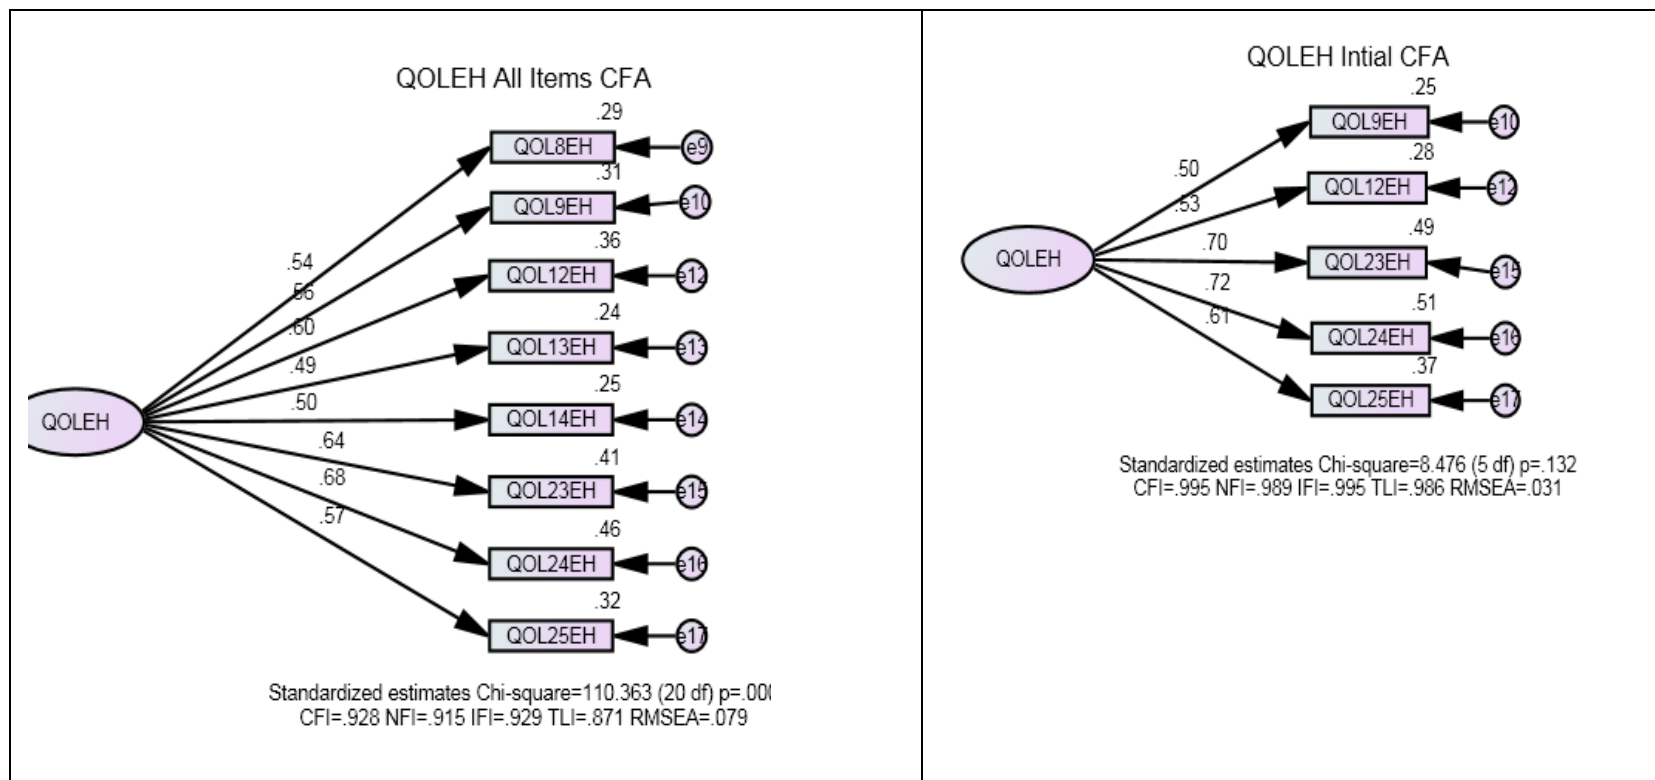 QOLEH All Items CFA
.29
QOL8EH
e9
.31
QOL9EH
e10
.36
QOL12EH
e12
.24
QOL13EH
e13
.25
QOL14EH
e14
.41
QOL23EH
e15
.46
QOL24EH
e16
.32
QOL25EH
e17
.54
.56
.60
.49
.50
.64
.68
.57
QOLEH
Standardized estimates Chi-square=110.363 (20 df) p=.00
CFI=.928 NFI=.915 IFI=.929 TLI=.871 RMSEA=.079
QOLEH Intial CFA
.25
QOL9EH
e10
.28
QOL12EH
e12
.49
QOL23EH
e15
.51
QOL24EH
e16
.37
QOL25EH
e17
.50
.53
.70
.72
.61
QOLEH
Standardized estimates Chi-square=8.476 (5 df) p=.132
CFI=.995 NFI=.989 IFI=.995 TLI=.986 RMSEA=.031